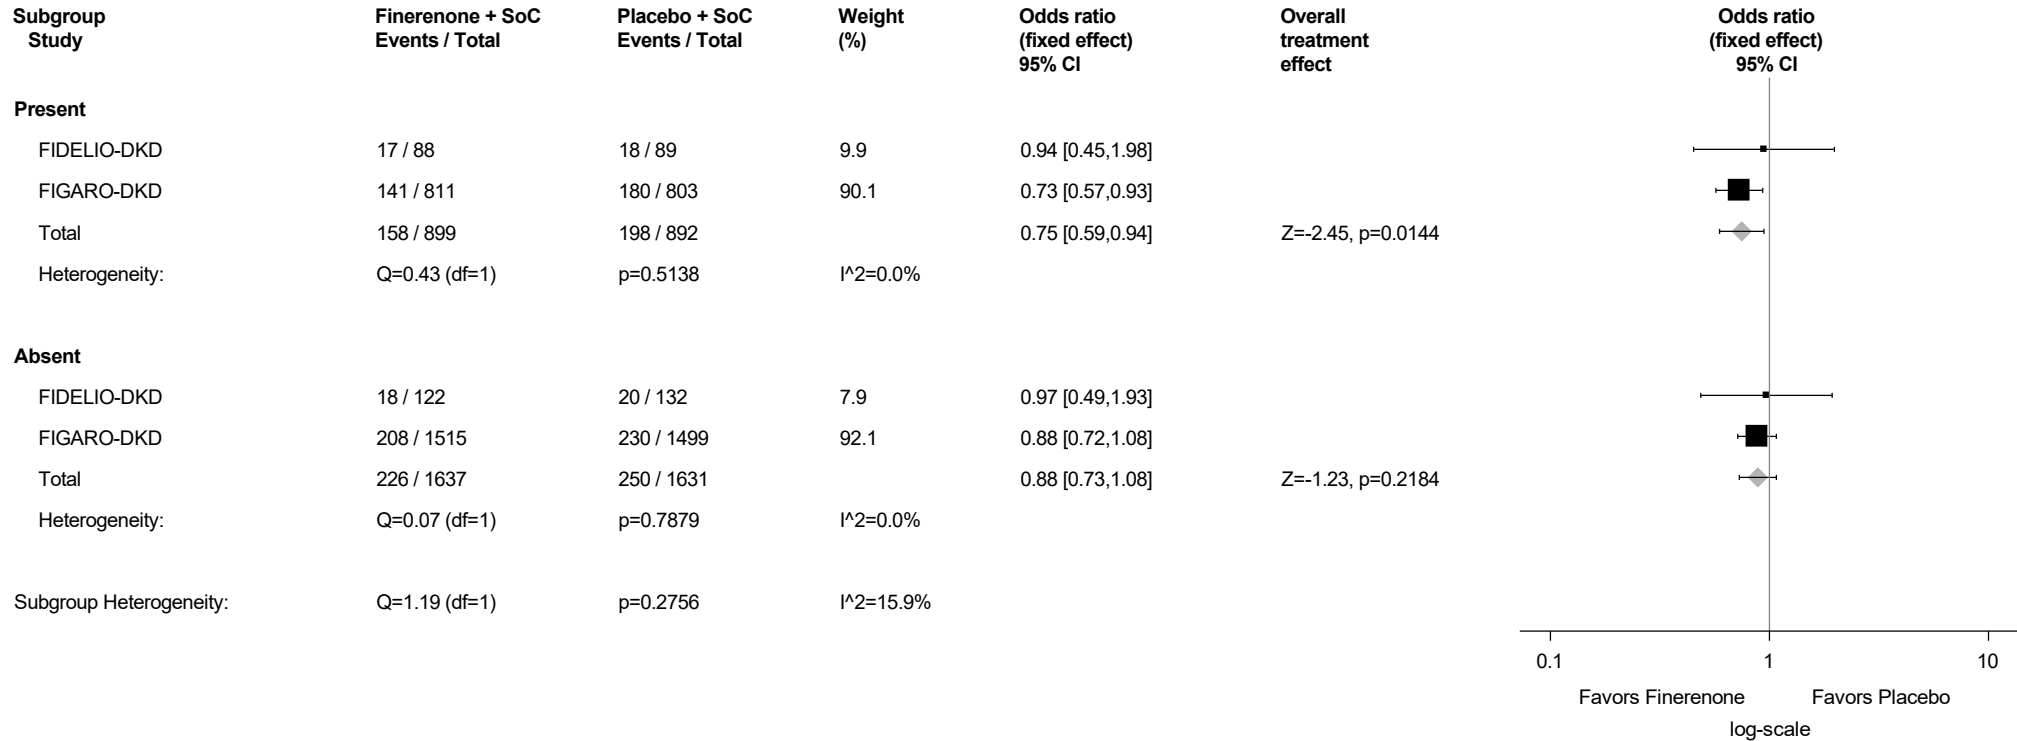 Subgroup Finerenone + SoC Placebo + SoC Weight Odds ratio Overall Odds ratio
Study Events / Total Events / Total (%) (fixed effect) treatment (fixed effect)
95% CI effect 95% CI
Present
FIDELIO-DKD 17 / 88 18 / 89 9.9 0.94 [0.45,1.98]
FIGARO-DKD 141 / 811 180 / 803 90.1 0.73 [0.57,0.93]
Total 158 / 899 198 / 892 0.75 [0.59,0.94] Z=-2.45, p=0.0144
Heterogeneity: Q=0.43 (df=1) p=0.5138 I^2=0.0%
Absent
FIDELIO-DKD 18 / 122 20 / 132 7.9 0.97 [0.49,1.93]
FIGARO-DKD 208 / 1515 230 / 1499 92.1 0.88 [0.72,1.08]
Total 226 / 1637 250 / 1631 0.88 [0.73,1.08] Z=-1.23, p=0.2184
Heterogeneity: Q=0.07 (df=1) p=0.7879 I^2=0.0%
Subgroup Heterogeneity: Q=1.19 (df=1) p=0.2756 I^2=15.9%
0.1 1 10
Favors Finerenone Favors Placebo
log-scale